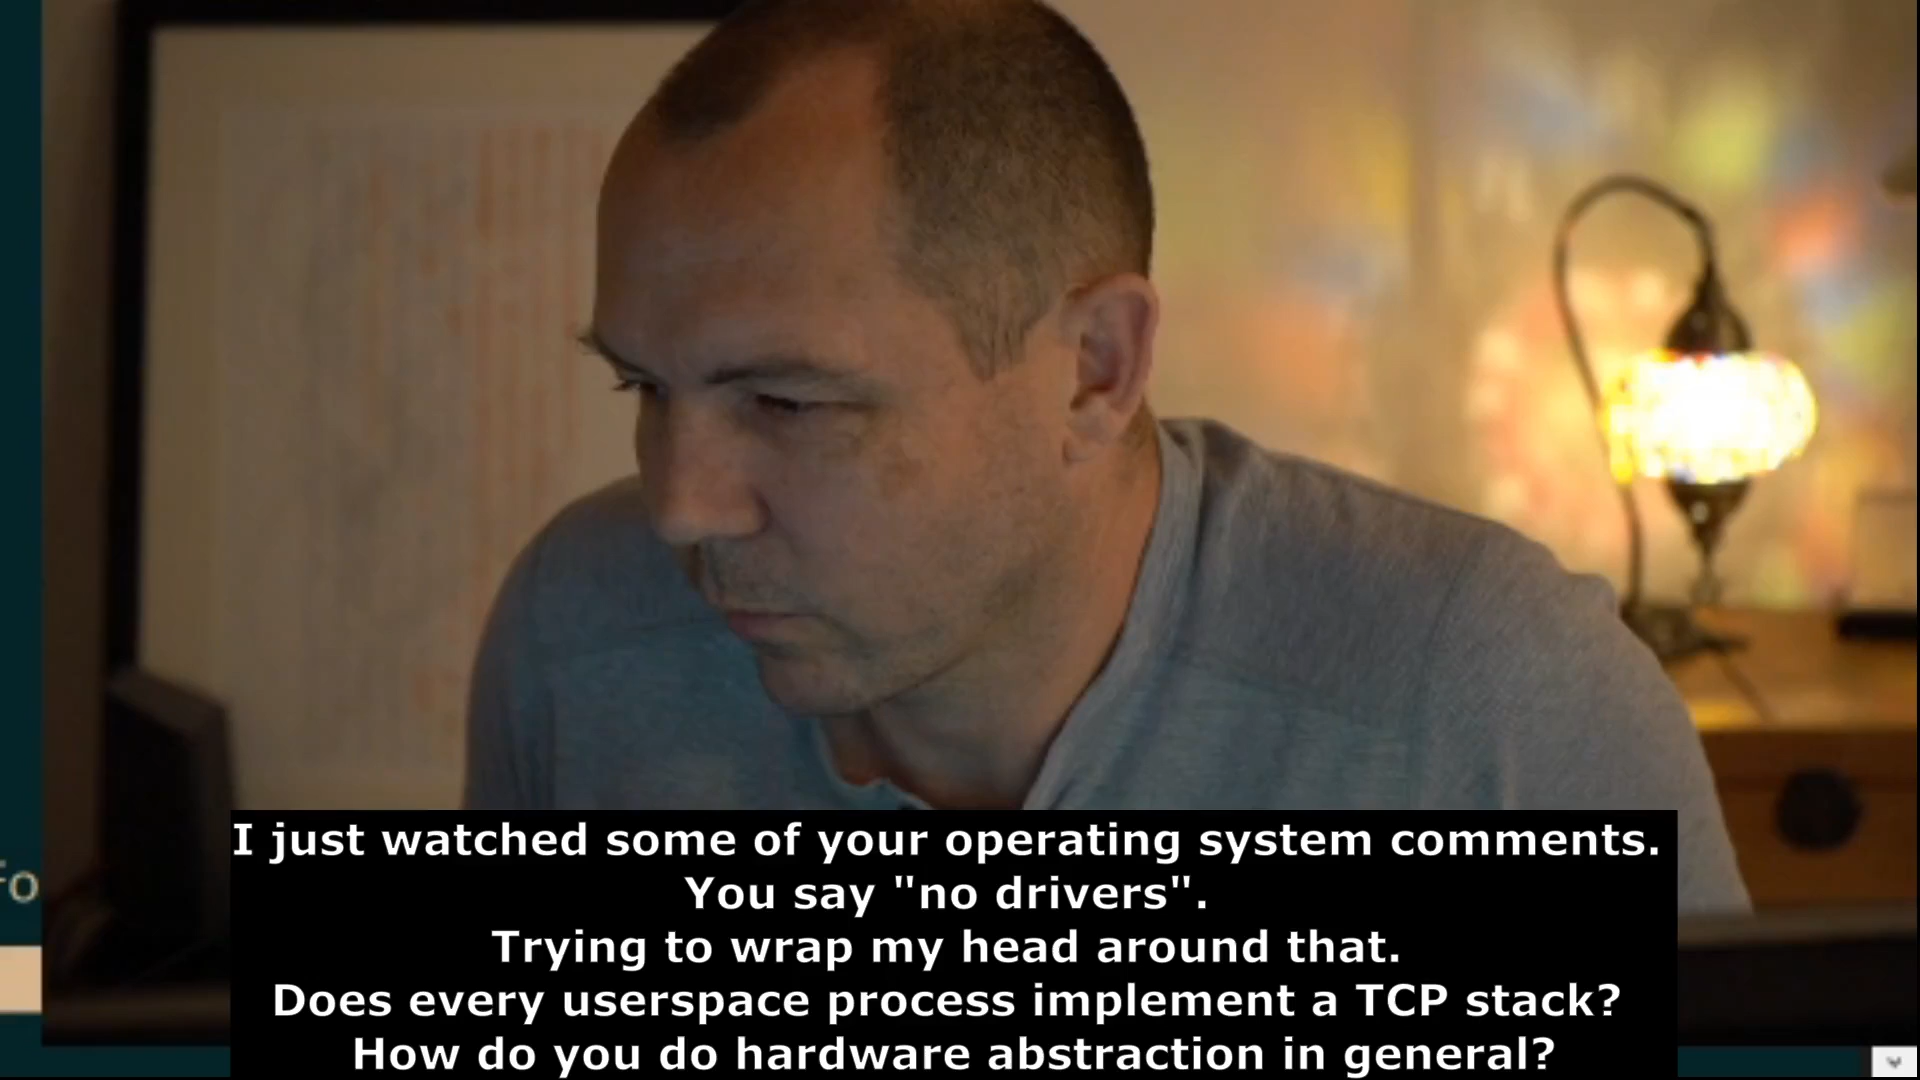 I just watched some of your operating system comments.
You say "no drivers".
Trying to wrap my head around that.
Does every userspace process implement a TCP stack?
How do you do hardware abstraction in general?
Fo